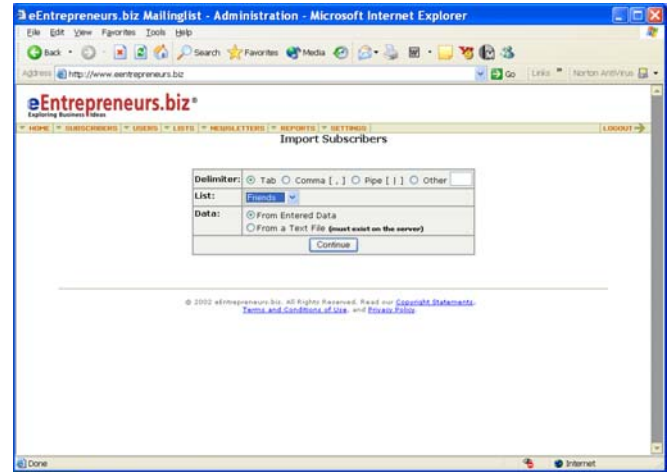 eEntrepreneurs.biz Mailinglist - Administration - Microsoft Internet Explorer
File Edit View Favorites Tools Help
Back Search Favorites Media
Address http://www.eentrepreneurs.biz Go Links Norton AntiVirus
eEntrepreneurs.biz®
Exploring Business Ideas
HOME SUBSCRIBERS USERS LISTS NEWSLETTERS REPORTS SETTINGS LOGOUT
Import Subscribers
Delimiter: Tab Comma [ , ] Pipe [ | ] Other
List: Friends
Data: From Entered Data
From a Text File (must exist on the server)
Continue
© 2002 eEntrepreneurs.biz. All Rights Reserved. Read our Copyright Statements,
Terms and Conditions of Use, and Privacy Policy.
Done Internet